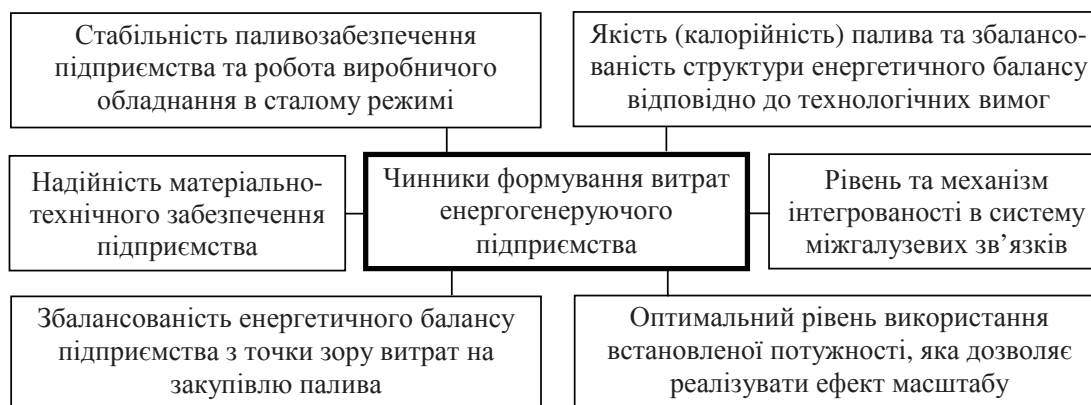 Стабільність паливозабезпечення
підприємства та робота виробничого
обладнання в сталому режимі
Якість (калорійність) палива та збалансо-
ваність структури енергетичного балансу
відповідно до технологічних вимог
Надійність матеріально-
технічного забезпечення
підприємства
Чинники формування витрат
енергогенеруючого
підприємства
Рівень та механізм
інтегрованості в систему
міжгалузевих зв’язків
Збалансованість енергетичного балансу
підприємства з точки зору витрат на
закупівлю палива
Оптимальний рівень використання
встановленої потужності, яка дозволяє
реалізувати ефект масштабу